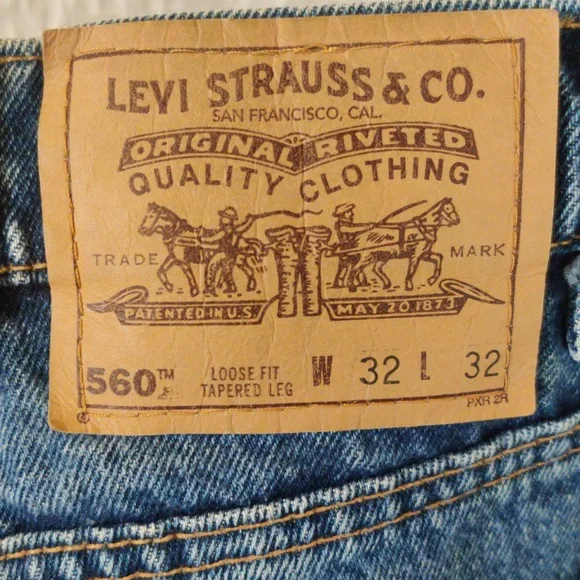 LEVI STRAUSS & CO.
SAN FRANCISCO, CAL.
ORIGINAL RIVETED
QUALITY CLOTHING
TRADE MARK
PATENTED IN U.S. MAY 20, 1873
560™ LOOSE FIT TAPERED LEG W 32 L 32
PXR 2H